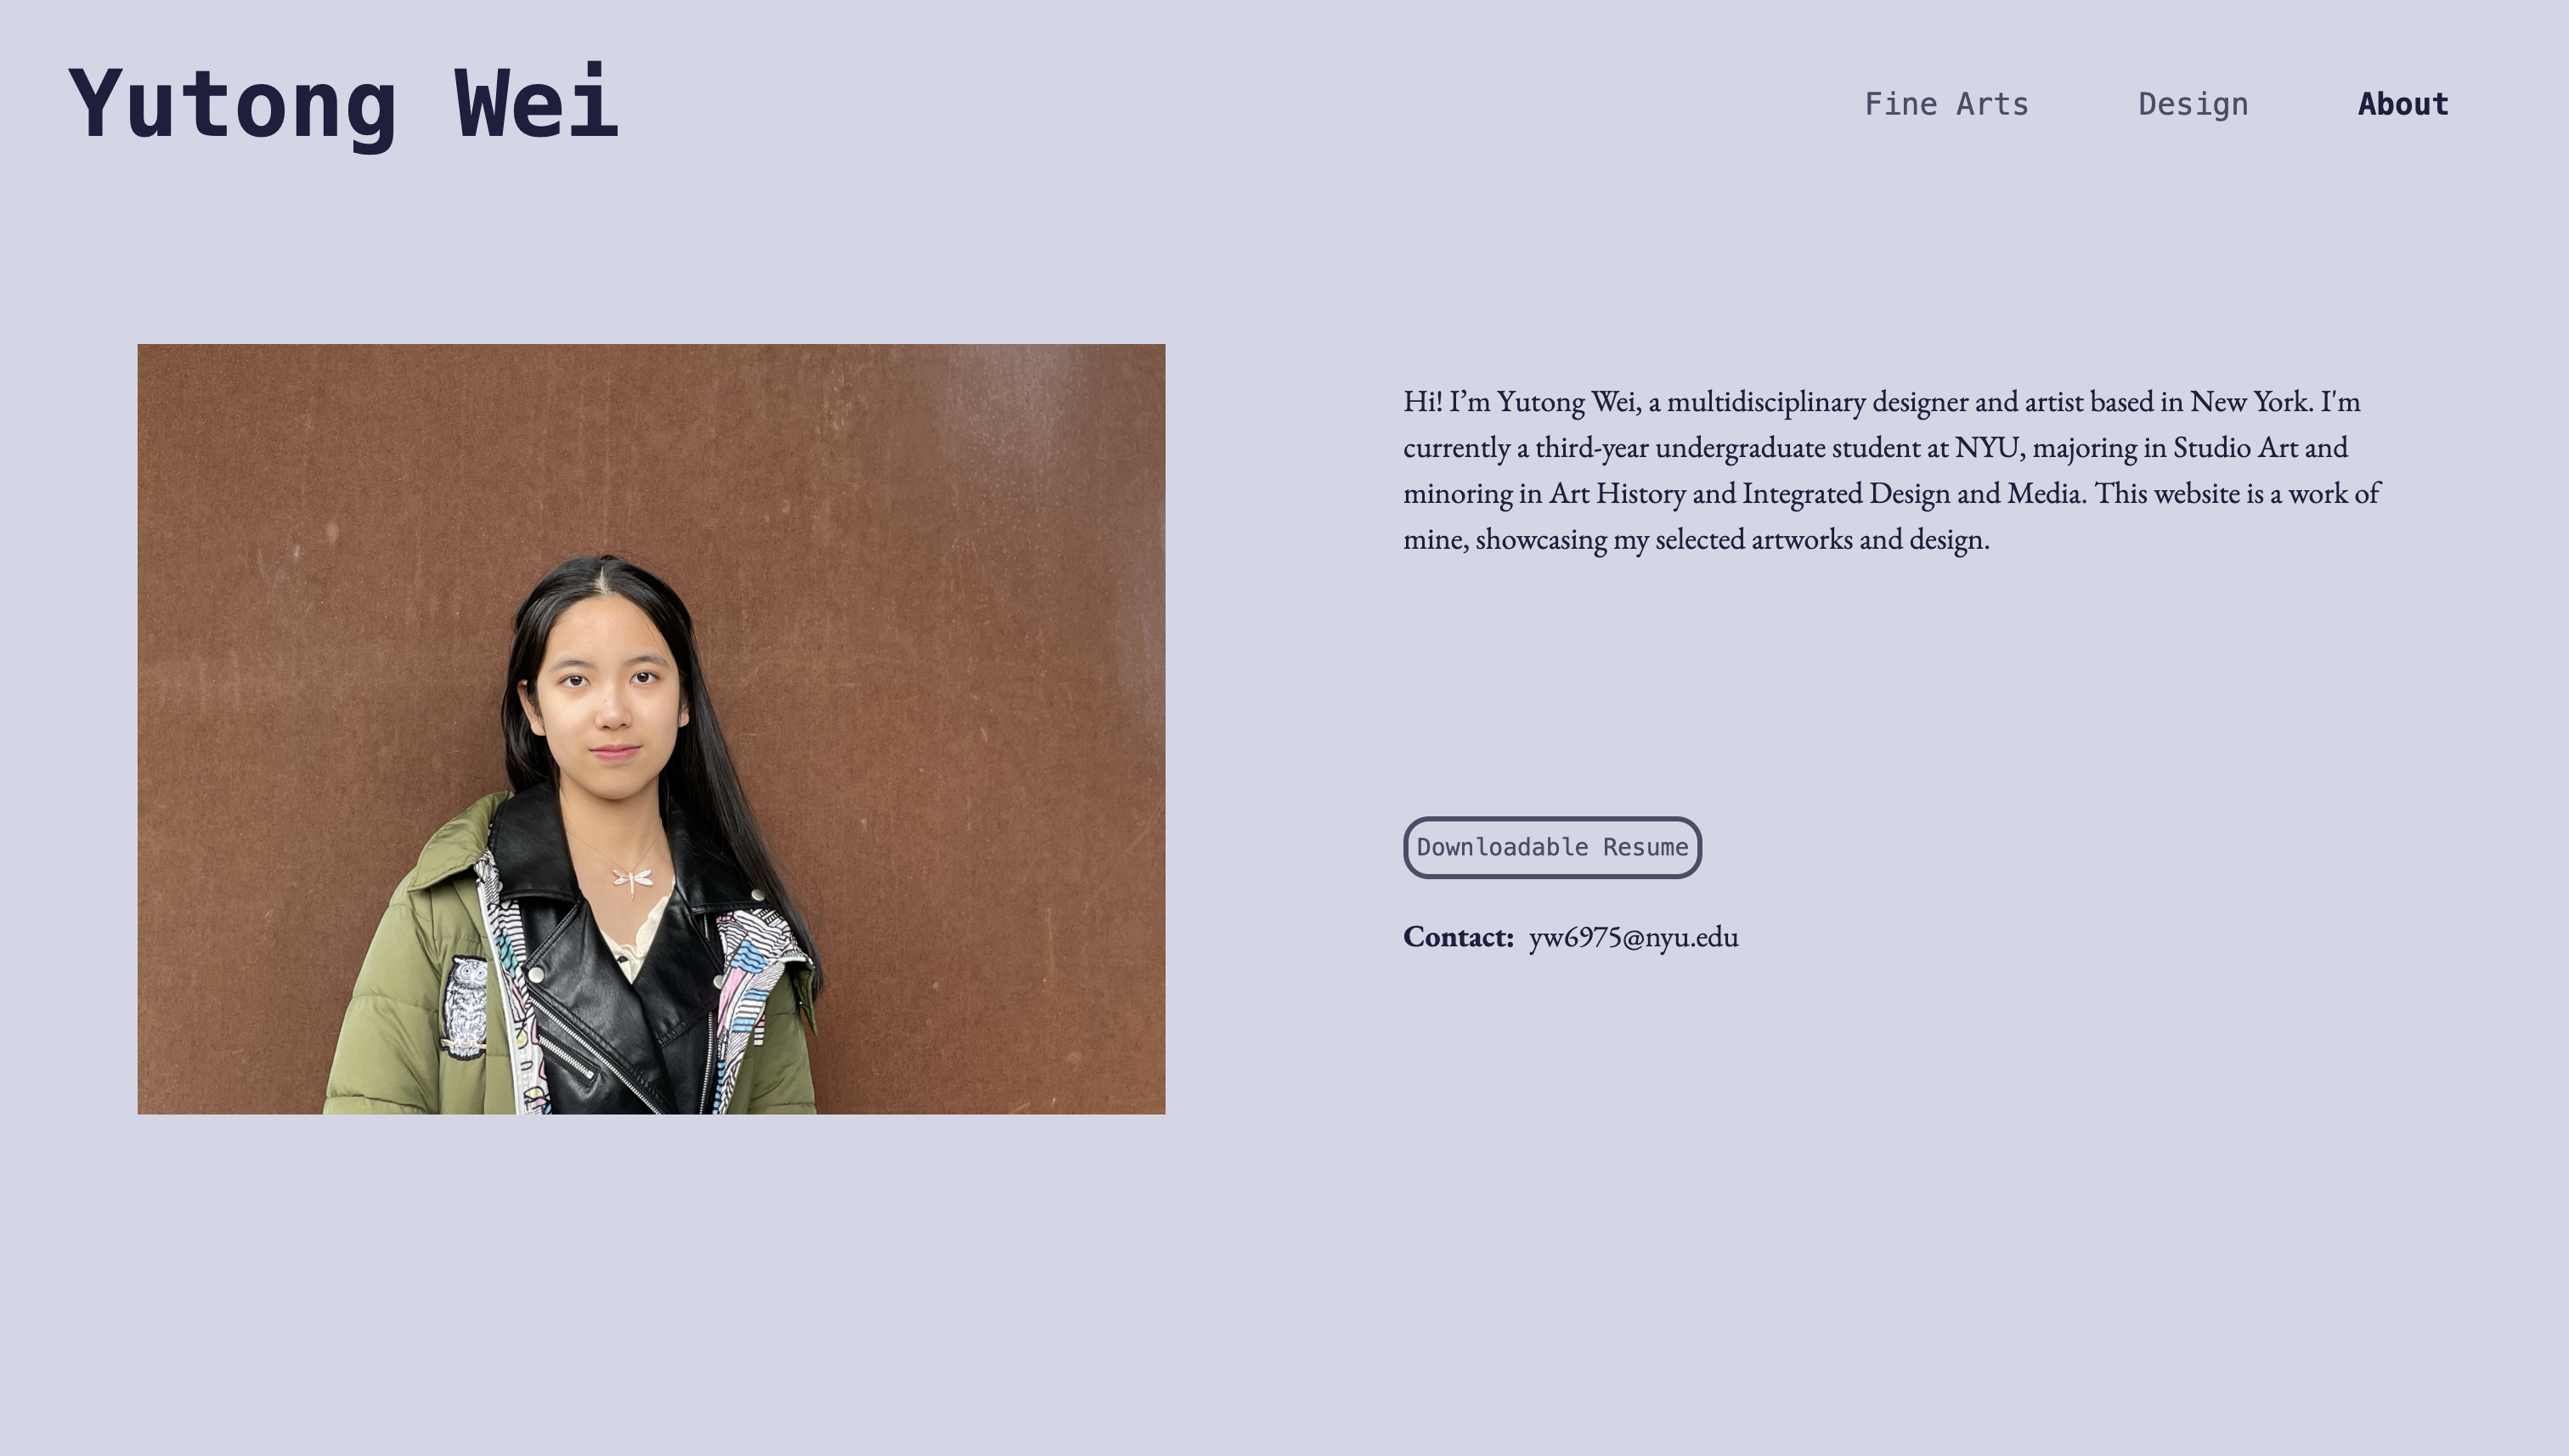 Yutong Wei
Fine Arts
Design
About
Hi! I’m Yutong Wei, a multidisciplinary designer and artist based in New York. I'm
currently a third-year undergraduate student at NYU, majoring in Studio Art and
minoring in Art History and Integrated Design and Media. This website is a work of
mine, showcasing my selected artworks and design.
Downloadable Resume
Contact: yw6975@nyu.edu